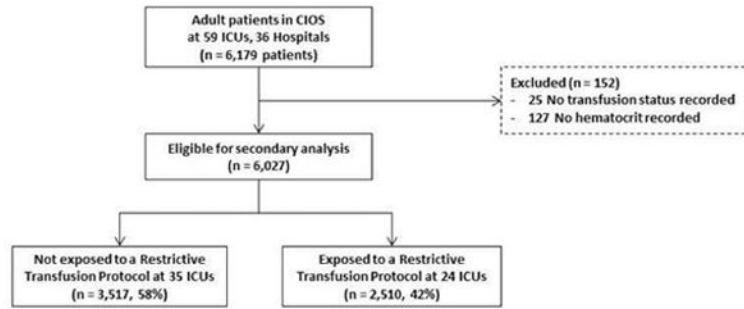 Adult patients in CIOS
at 59 ICUs, 36 Hospitals
(n = 6,179 patients)
Excluded (n = 152)
- 25 No transfusion status recorded
- 127 No hematocrit recorded
Eligible for secondary analysis
(n = 6,027)
Not exposed to a Restrictive
Transfusion Protocol at 35 ICUs
(n = 3,517, 58%)
Exposed to a Restrictive
Transfusion Protocol at 24 ICUs
(n = 2,510, 42%)